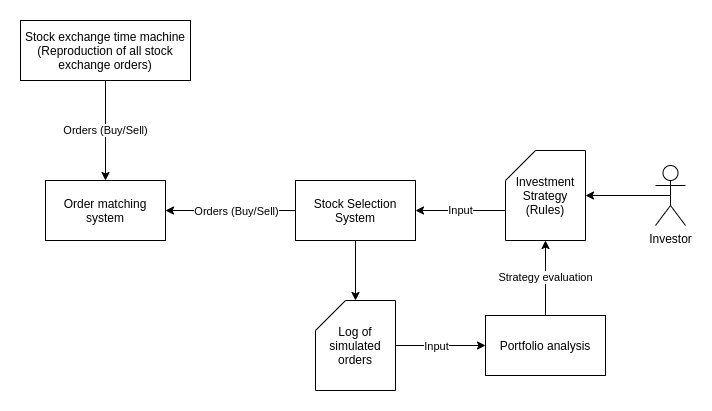 Stock exchange time machine
(Reproduction of all stock
exchange orders)
Orders (Buy/Sell)
Order matching
system
Orders (Buy/Sell)
Stock Selection
System
Input
Investment
Strategy
(Rules)
Investor
Strategy evaluation
Log of
simulated
orders
Input
Portfolio analysis